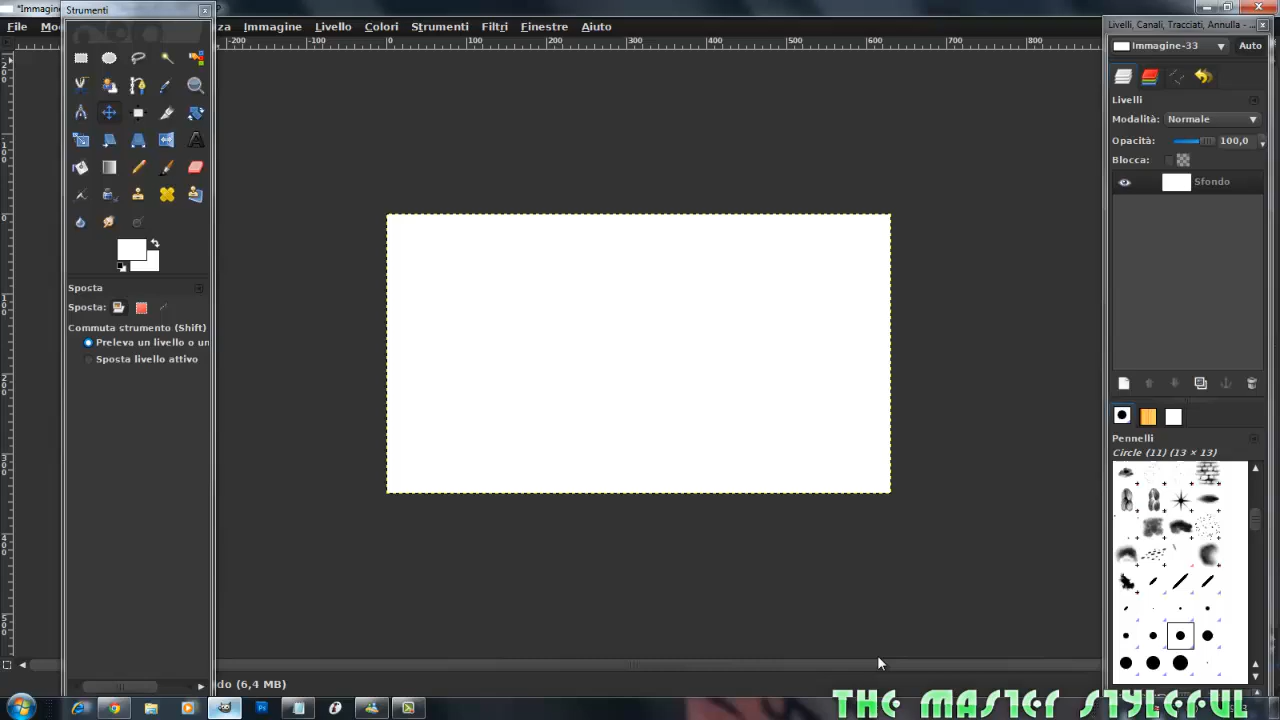 *Immagine
Strumenti
File
Mo
za
Immagine
Livello
Colori
Strumenti
Filtri
Finestre
Aiuto
-200
-100
0
100
200
300
400
500
600
700
800
Livelli, Canali, Tracciati, Annulla - ...
Immagine-33
Auto
Livelli
Modalità:
Normale
Opacità:
100,0
Blocca:
Sfondo
Sposta
Sposta:
Commuta strumento (Shift)
Preleva un livello o un
Sposta livello attivo
Pennelli
Circle (11) (13 × 13)
do (6,4 MB)
The Master Styleful